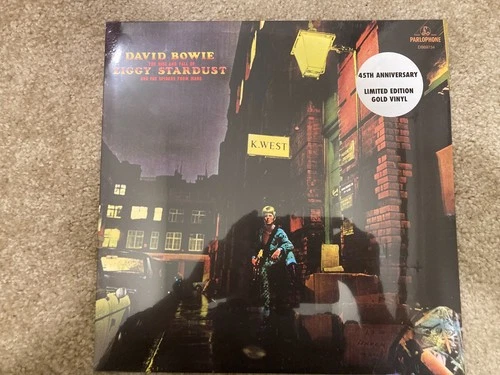 DAVID BOWIE
THE RISE AND FALL OF
ZIGGY STARDUST
AND THE SPIDERS FROM MARS
PARLOPHONE
45TH ANNIVERSARY
LIMITED EDITION
GOLD VINYL
K.WEST